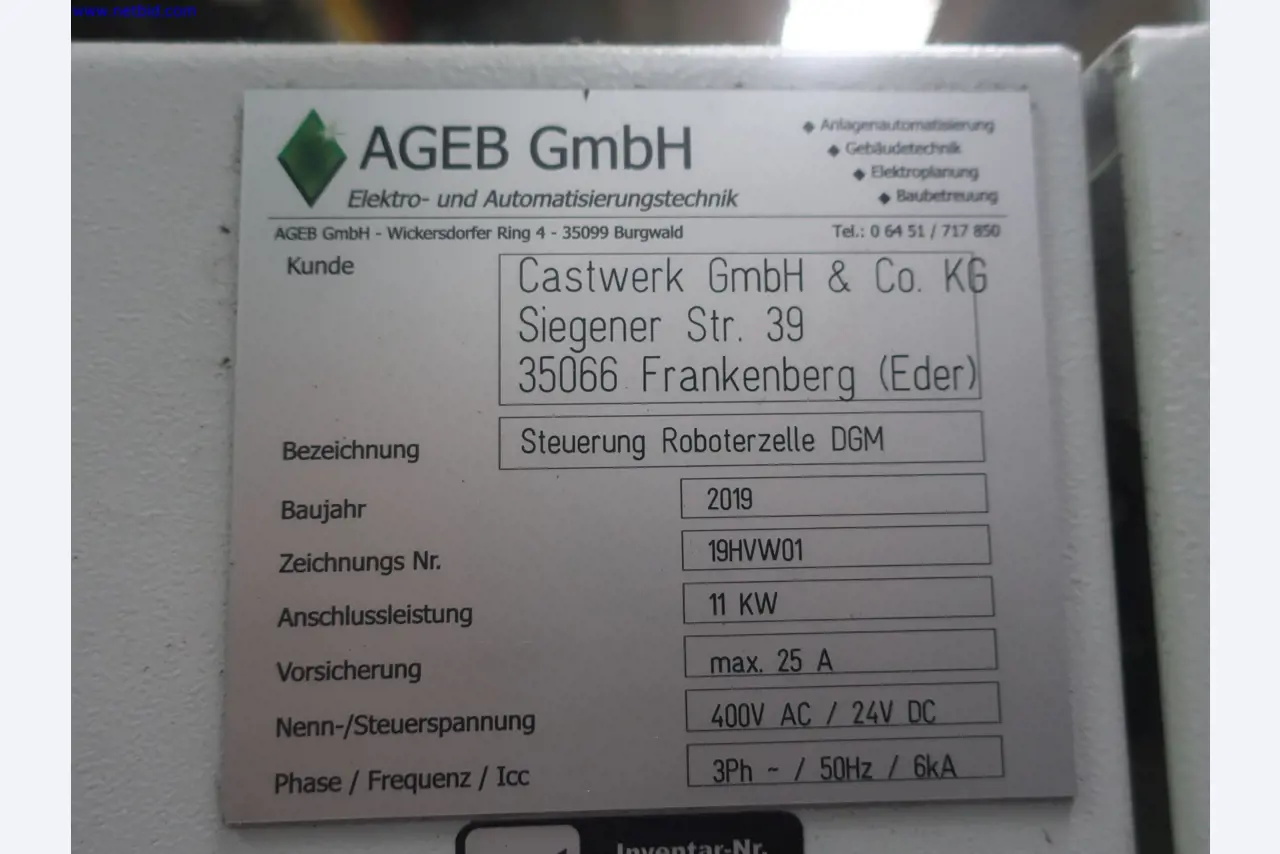 www.netbid.com
AGEB GmbH
Elektro- und Automatisierungstechnik
◆ Anlagenautomatisierung
◆ Gebäudetechnik
◆ Elektroplanung
◆ Baubetreuung
AGEB GmbH - Wickersdorfer Ring 4 - 35099 Burgwald
Tel.: 0 64 51 / 717 850
Kunde
Castwerk GmbH & Co. KG
Siegener Str. 39
35066 Frankenberg (Eder)
Bezeichnung Steuerung Roboterzelle DGM
Baujahr 2019
Zeichnungs Nr. 19HVW01
Anschlussleistung 11 KW
Vorsicherung max. 25 A
Nenn-/Steuerspannung 400V AC / 24V DC
Phase / Frequenz / Icc 3Ph ~ / 50Hz / 6kA
Inventar-Nr.